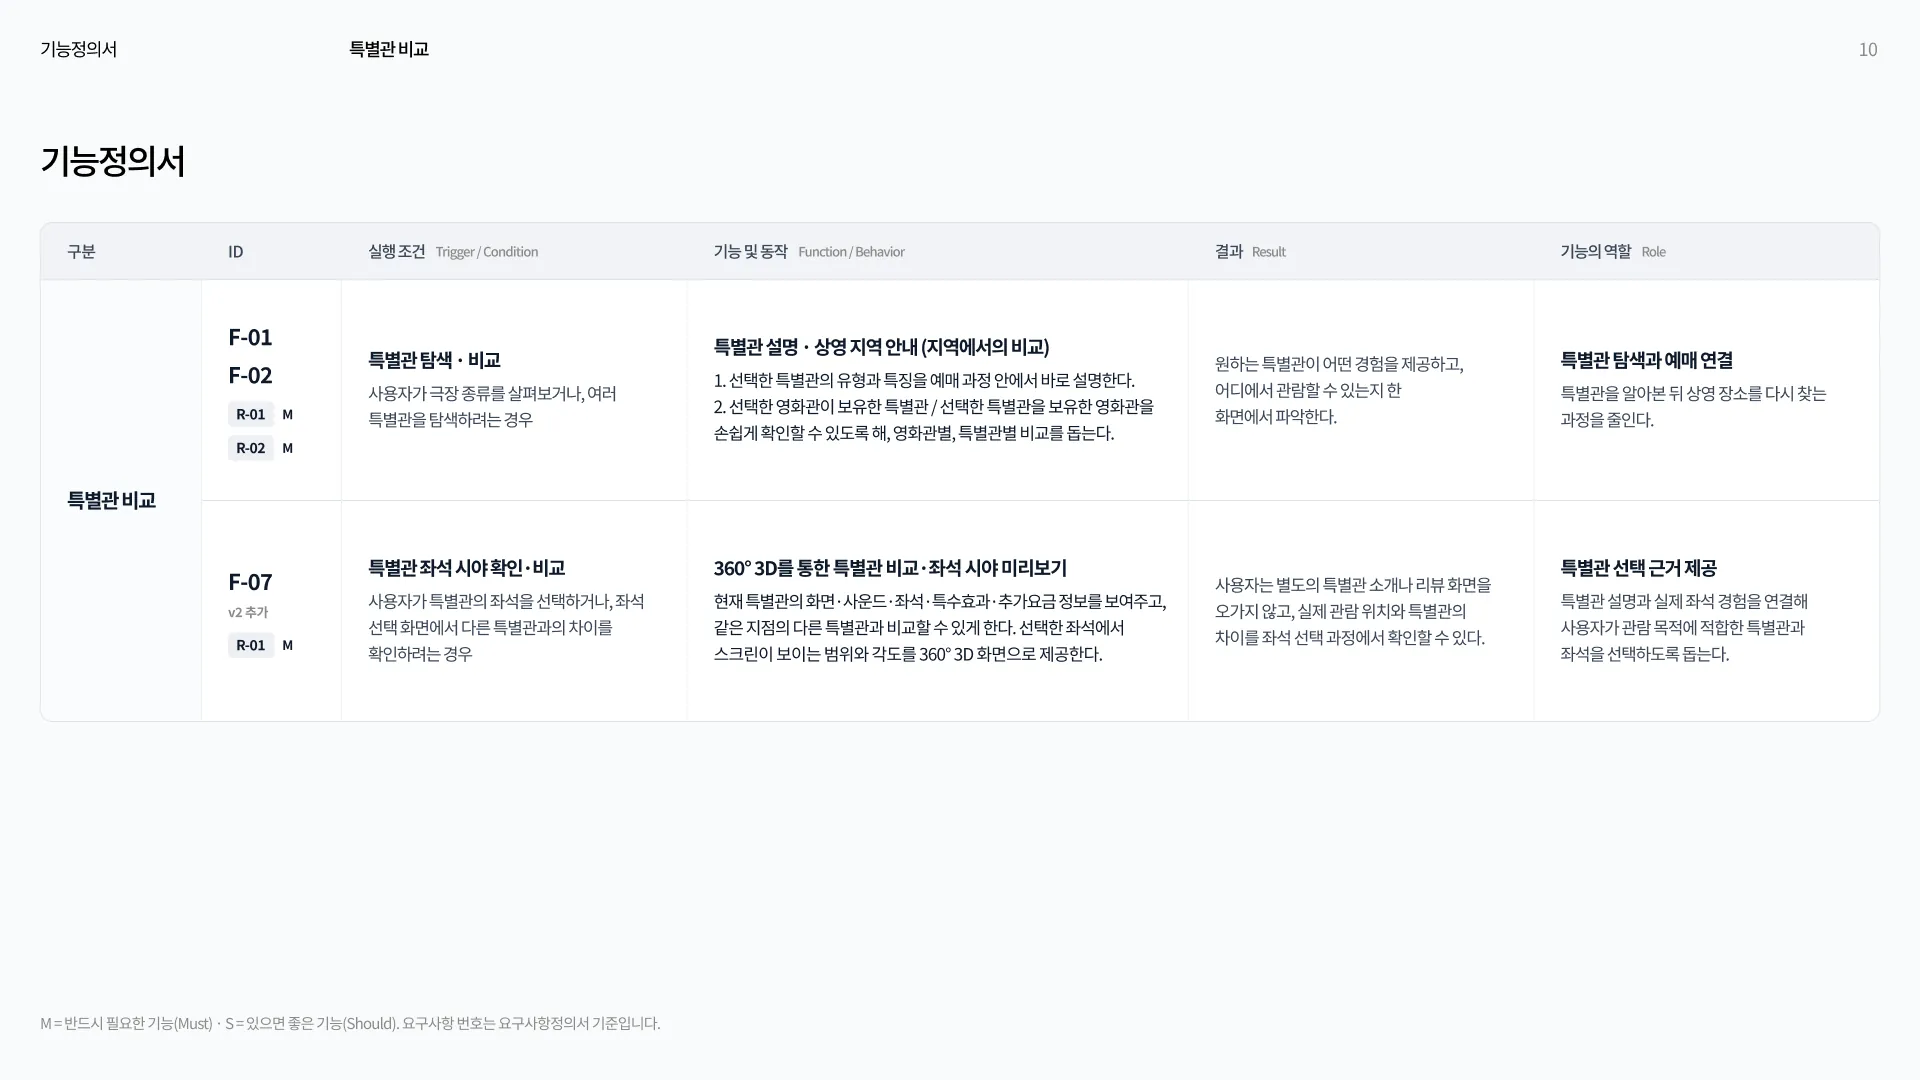 기능정의서
특별관 비교
10
기능정의서
구분
ID
실행 조건 Trigger / Condition
기능 및 동작 Function / Behavior
결과 Result
기능의 역할 Role
특별관 비교
F-01
F-02
R-01 M
R-02 M
특별관 탐색 · 비교
사용자가 극장 종류를 살펴보거나, 여러
특별관을 탐색하려는 경우
특별관 설명 · 상영 지역 안내 (지역에서의 비교)
1. 선택한 특별관의 유형과 특징을 예매 과정 안에서 바로 설명한다.
2. 선택한 영화관이 보유한 특별관 / 선택한 특별관을 보유한 영화관을
손쉽게 확인할 수 있도록 해, 영화관별, 특별관별 비교를 돕는다.
원하는 특별관이 어떤 경험을 제공하고,
어디에서 관람할 수 있는지 한
화면에서 파악한다.
특별관 탐색과 예매 연결
특별관을 알아본 뒤 상영 장소를 다시 찾는
과정을 줄인다.
F-07
v2 추가
R-01 M
특별관 좌석 시야 확인·비교
사용자가 특별관의 좌석을 선택하거나, 좌석
선택 화면에서 다른 특별관과의 차이를
확인하려는 경우
360° 3D를 통한 특별관 비교·좌석 시야 미리보기
현재 특별관의 화면·사운드·좌석·특수효과·추가요금 정보를 보여주고,
같은 지점의 다른 특별관과 비교할 수 있게 한다. 선택한 좌석에서
스크린이 보이는 범위와 각도를 360° 3D 화면으로 제공한다.
사용자는 별도의 특별관 소개나 리뷰 화면을
오가지 않고, 실제 관람 위치와 특별관의
차이를 좌석 선택 과정에서 확인할 수 있다.
특별관 선택 근거 제공
특별관 설명과 실제 좌석 경험을 연결해
사용자가 관람 목적에 적합한 특별관과
좌석을 선택하도록 돕는다.
M = 반드시 필요한 기능(Must) · S = 있으면 좋은 기능(Should). 요구사항 번호는 요구사항정의서 기준입니다.